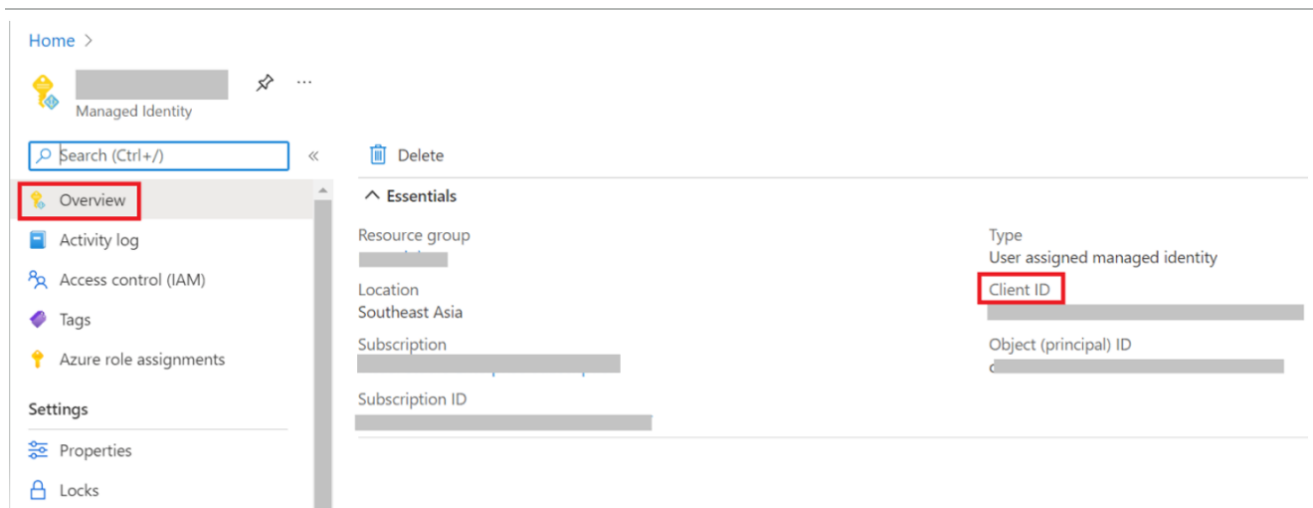 Home >
...
Managed Identity
Search (Ctrl+/)
«
Delete
Overview
Essentials
Activity log
Resource group
Type
User assigned managed identity
Access control (IAM)
Location
Client ID
Southeast Asia
Tags
Subscription
Object (principal) ID
Azure role assignments
Subscription ID
Settings
Properties
Locks